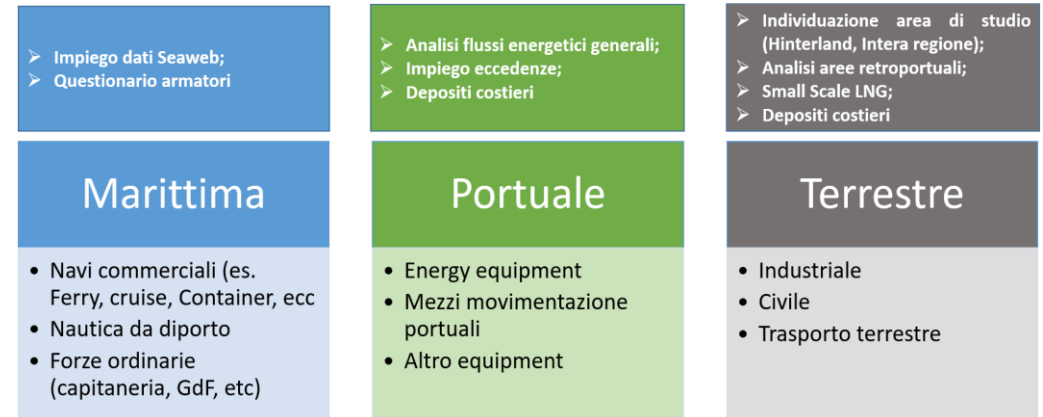 ➢ Impiego dati Seaweb;
➢ Questionario armatori
➢ Analisi flussi energetici generali;
➢ Impiego eccedenze;
➢ Depositi costieri
➢ Individuazione area di studio
(Hinterland, Intera regione);
➢ Analisi aree retroportuali;
➢ Small Scale LNG;
➢ Depositi costieri
Marittima
Portuale
Terrestre
• Navi commerciali (es.
Ferry, cruise, Container, ecc
• Nautica da diporto
• Forze ordinarie
(capitaneria, GdF, etc)
• Energy equipment
• Mezzi movimentazione
portuali
• Altro equipment
• Industriale
• Civile
• Trasporto terrestre